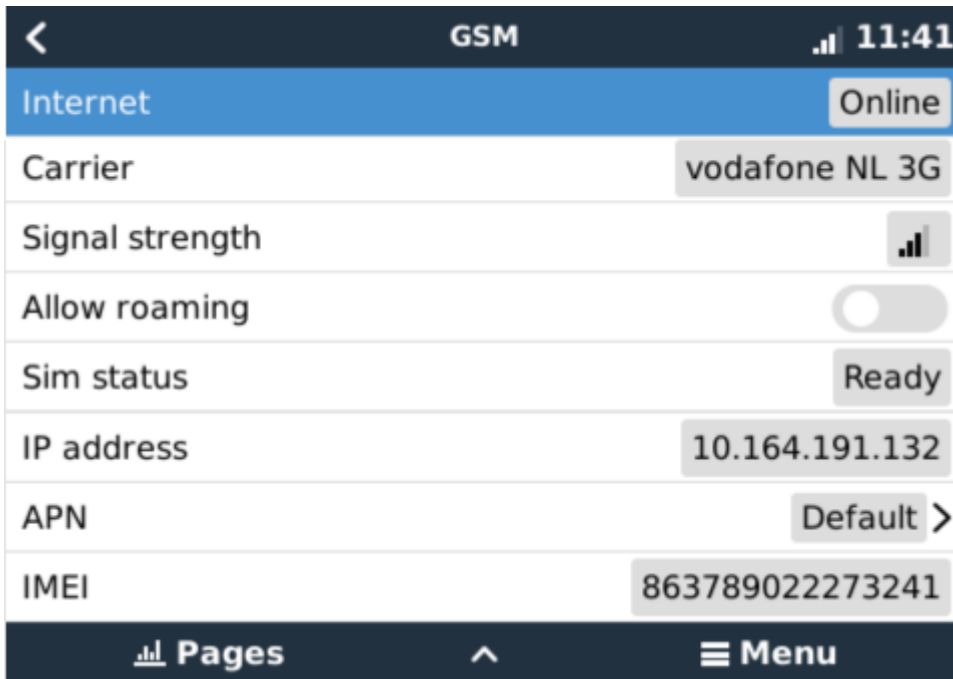 GSM 11:41
Internet Online
Carrier vodafone NL 3G
Signal strength
Allow roaming
Sim status Ready
IP address 10.164.191.132
APN Default
IMEI 863789022273241
Pages Menu